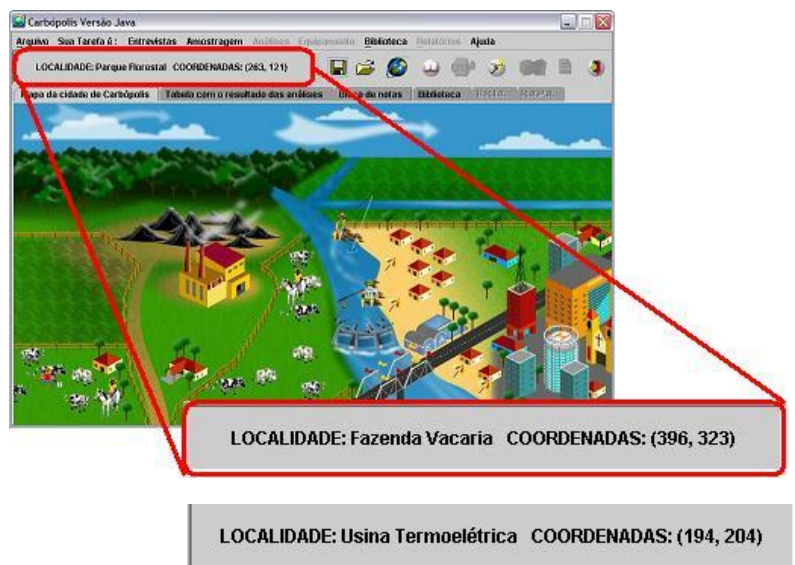 Carbópolis Versão Java
Arquivo Sua Tarefa é: Entrevistas Amostragem Análises Equipamento Biblioteca Relatórios Ajuda
LOCALIDADE: Parque Florestal COORDENADAS: (263, 121)
Mapa da cidade de Carbópolis Tabela com o resultado das análises Bloco de notas Biblioteca
LOCALIDADE: Fazenda Vacaria COORDENADAS: (396, 323)
LOCALIDADE: Usina Termoelétrica COORDENADAS: (194, 204)